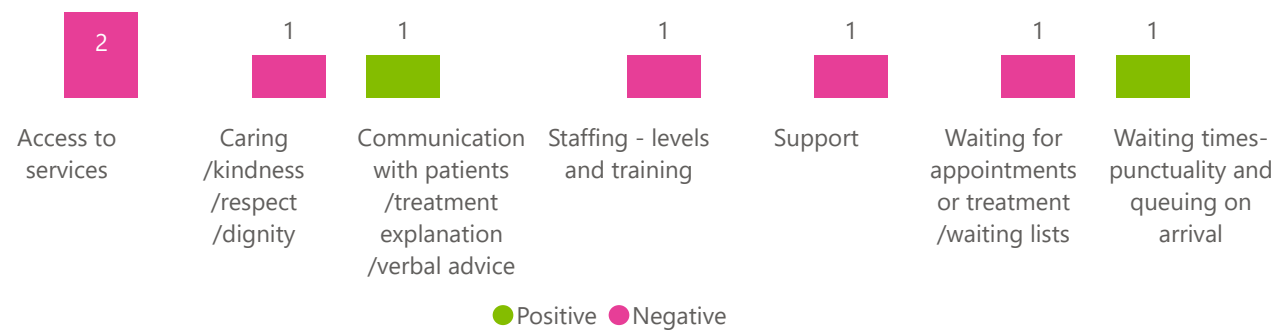 2
1
1
1
1
1
1
Access to
services
Caring
/kindness
/respect
/dignity
Communication
with patients
/treatment
explanation
/verbal advice
Staffing - levels
and training
Support
Waiting for
appointments
or treatment
/waiting lists
Waiting times-
punctuality and
queuing on
arrival
Positive Negative